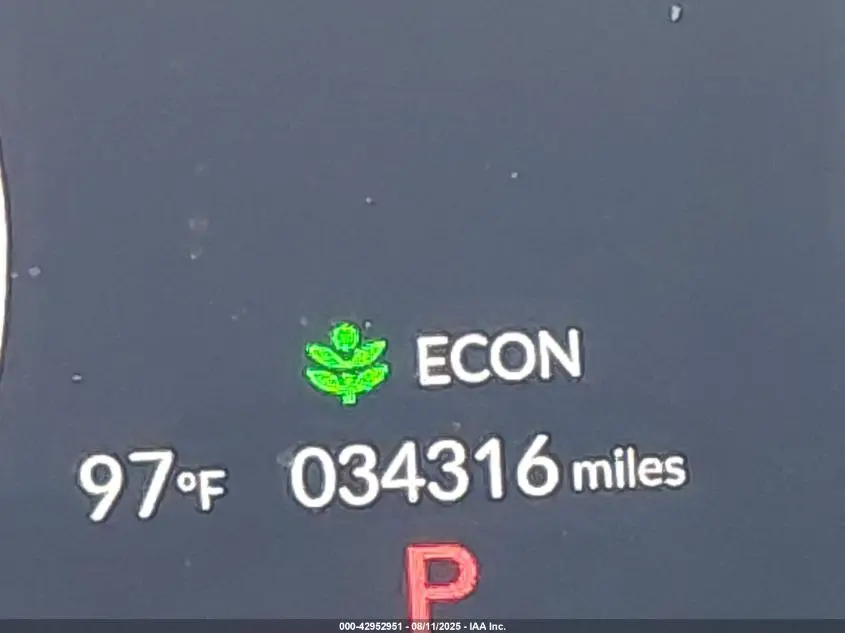 ECON
97°F 034316 miles
P
000-42952951 - 08/11/2025 - IAA Inc.